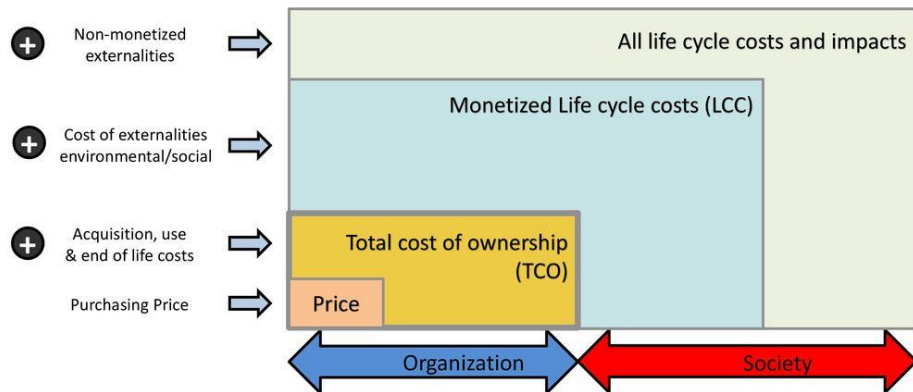 Non-monetized
externalities
All life cycle costs and impacts
Monetized Life cycle costs (LCC)
Cost of externalities
environmental/social
Acquisition, use
& end of life costs
Total cost of ownership
(TCO)
Purchasing Price
Price
Organization
Society